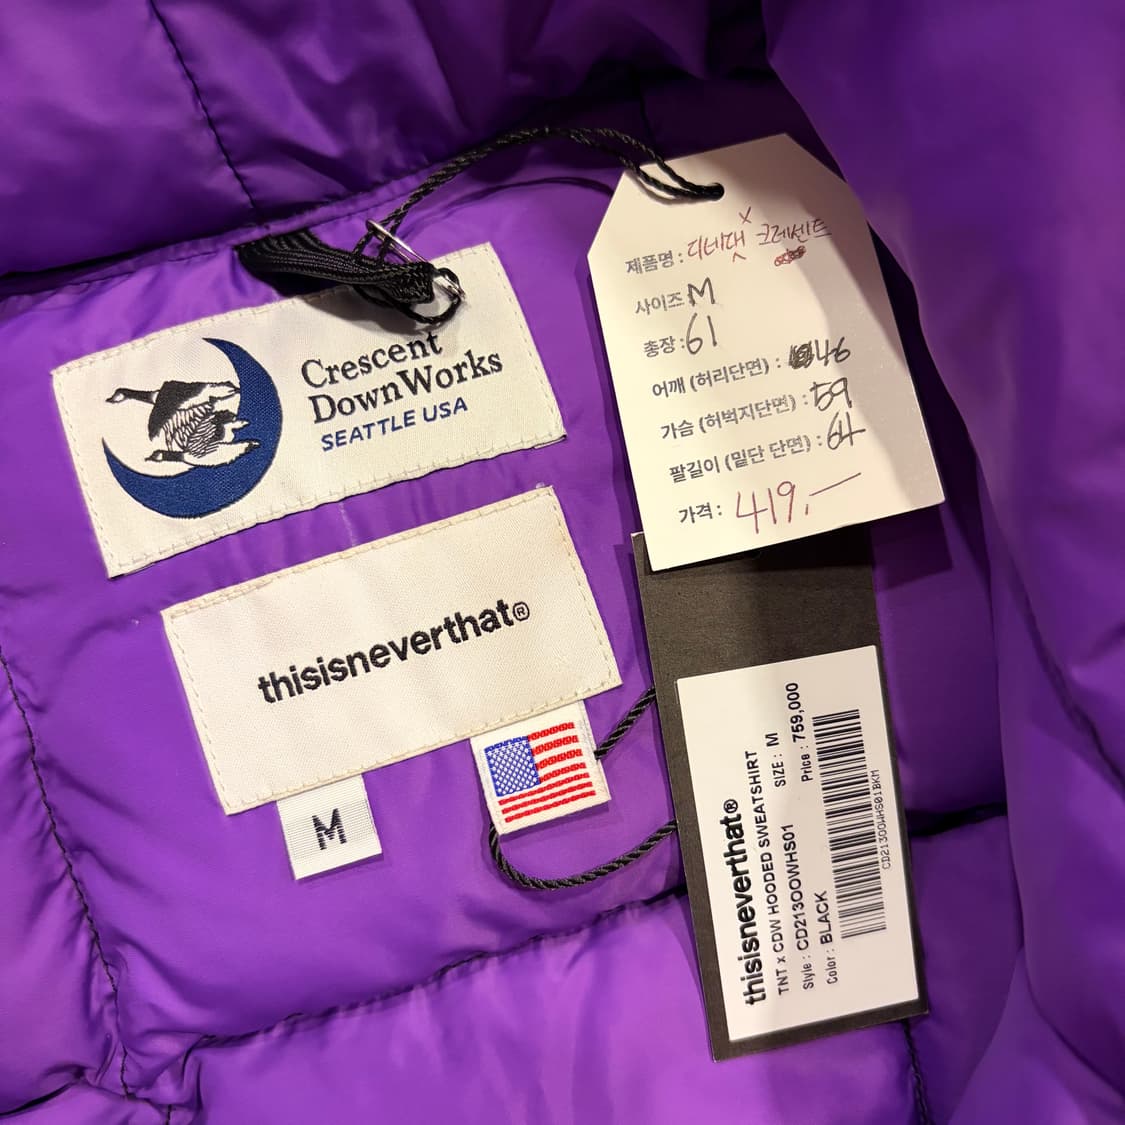 Crescent
DownWorks
SEATTLE USA
thisisneverthat®
M
제품명 : 디네댓 x 크레센트
사이즈 : M
총장 : 61
어깨 (허리단면) : 46
가슴 (허벅지단면) : 59
팔길이 (밑단 단면) : 64
가격 : 419,-
thisisneverthat®
TNT x CDW HOODED SWEATSHIRT
Style : CD213OOWHS01 SIZE : M
Color : BLACK Price : 759,000
CD213OOWHS01BKM